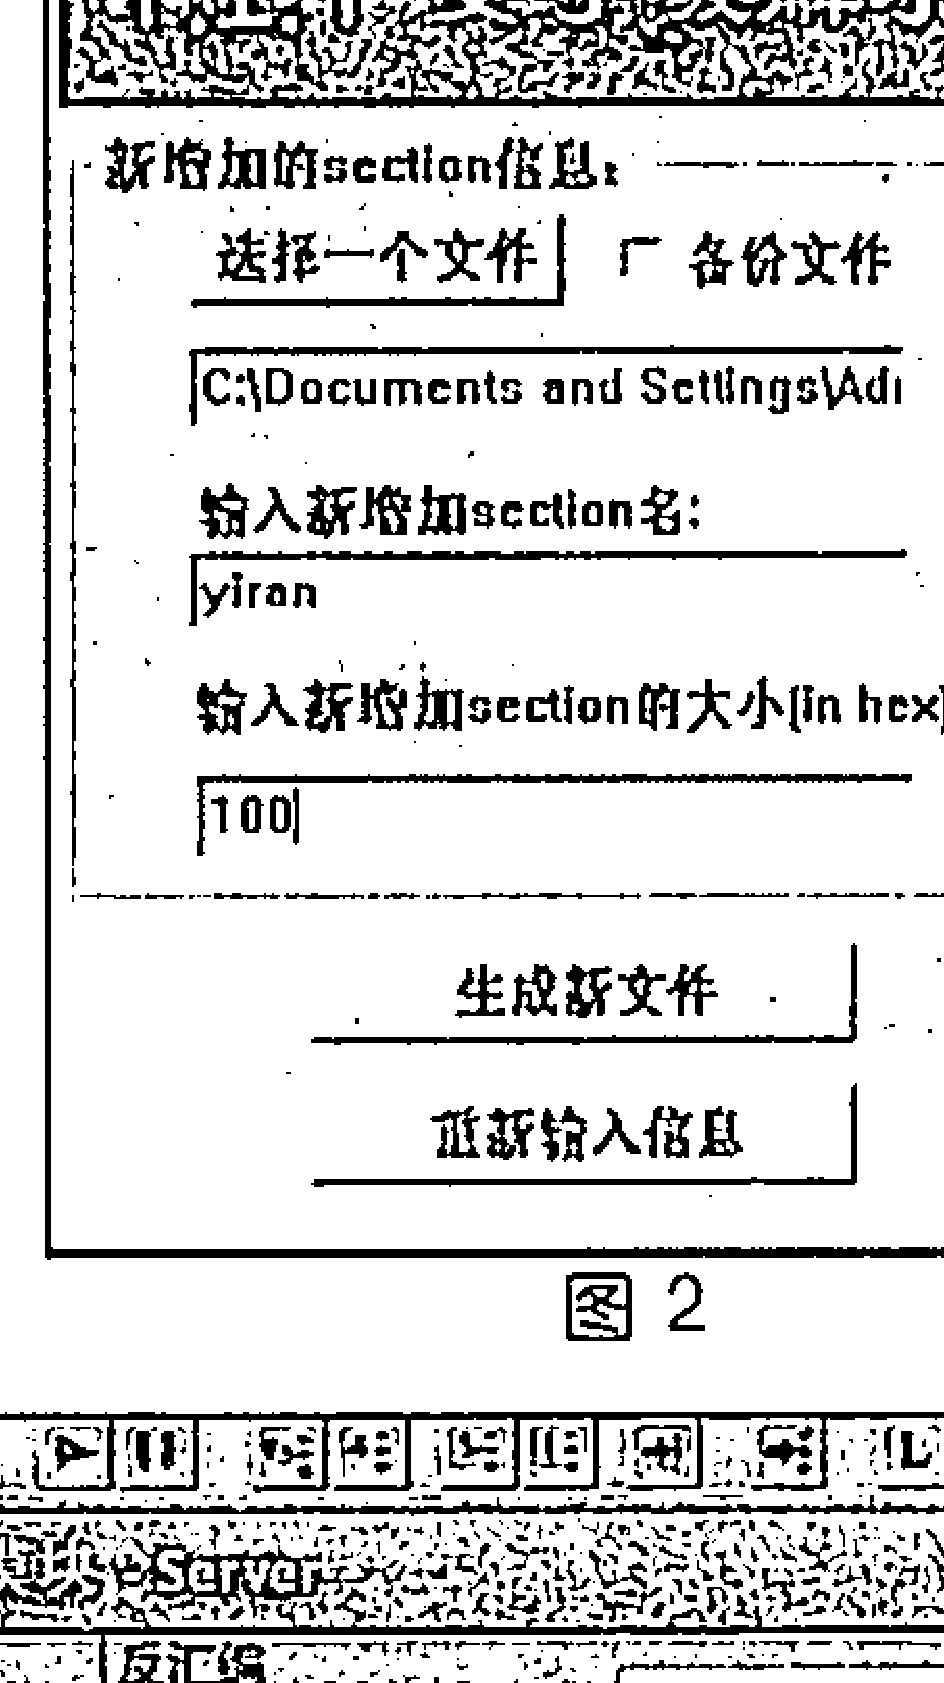 新增加的section信息:
选择一个文件 备份文件
C:\Documents and Settings\Ad
输入新增加section名:
yiran
输入新增加section的大小(in hex)
100
生成新文件
重新输入信息
图 2
Server
反汇编